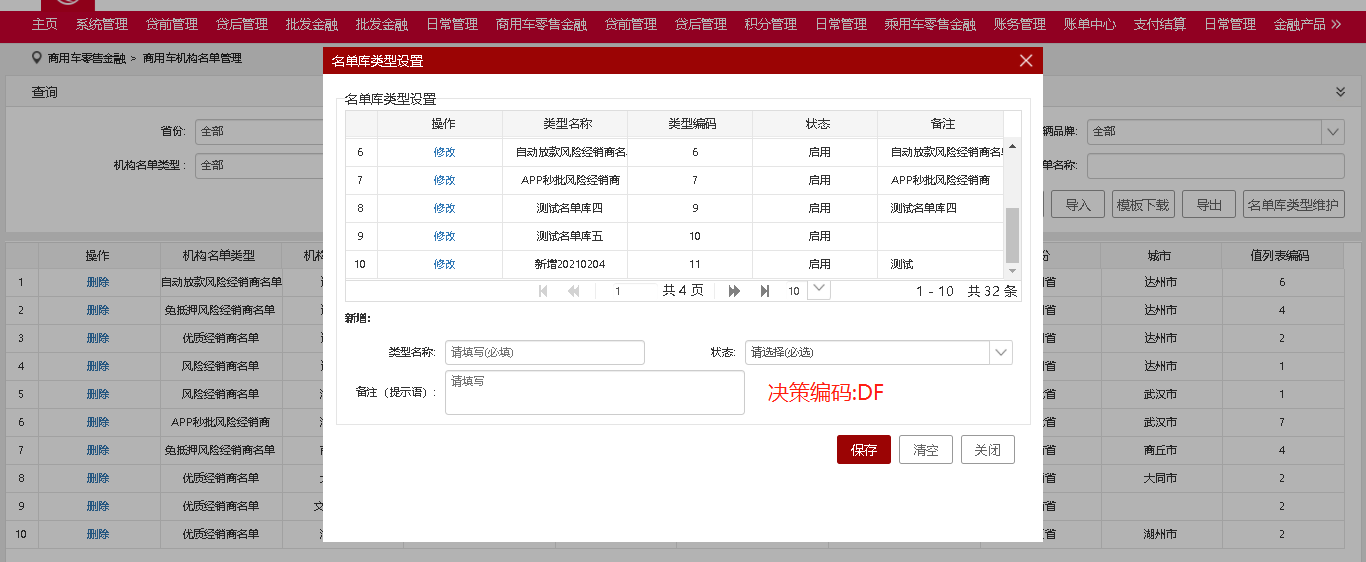 主页 系统管理 贷前管理 贷后管理 批发金融 批发金融 日常管理 商用车零售金融 贷前管理 贷后管理 积分管理 日常管理 乘用车零售金融 账务管理 账单中心 支付结算 日常管理 金融产品 »
商用车零售金融 > 商用车机构名单管理
名单库类型设置
查询
名单库类型设置
操作 类型名称 类型编码 状态 备注
省份: 全部
辆品牌: 全部
6 修改 自动放款风险经销商名 6 启用 自动放款风险经销商名
机构名单类型: 全部
单名称:
7 修改 APP秒批风险经销商 7 启用 APP秒批风险经销商
8 修改 测试名单库四 9 启用 测试名单库四
导入 模板下载 导出 名单库类型维护
9 修改 测试名单库五 10 启用
10 修改 新增20210204 11 启用 测试
1 共 4 页 10 1 - 10 共 32 条
新增:
类型名称: 请填写(必填) 状态: 请选择(必选)
备注（提示语）: 请填写
决策编码:DF
保存 清空 关闭
操作 机构名单类型 城市 值列表编码
1 删除 自动放款风险经销商名单 省 达州市 6
2 删除 免抵押风险经销商名单 省 达州市 4
3 删除 优质经销商名单 省 达州市 2
4 删除 风险经销商名单 省 达州市 1
5 删除 风险经销商名单 省 武汉市 1
6 删除 APP秒批风险经销商 省 武汉市 7
7 删除 免抵押风险经销商名单 省 商丘市 4
8 删除 优质经销商名单 省 大同市 2
9 删除 优质经销商名单 文 省 2
10 删除 优质经销商名单 省 湖州市 2